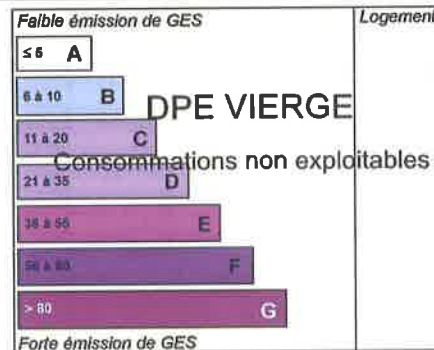 Faible émission de GES
Logement
≤ 5 A
6 à 10 B
DPE VIERGE
11 à 20 C
Consommations non exploitables
21 à 35 D
36 à 55 E
56 à 80 F
> 80 G
Forte émission de GES